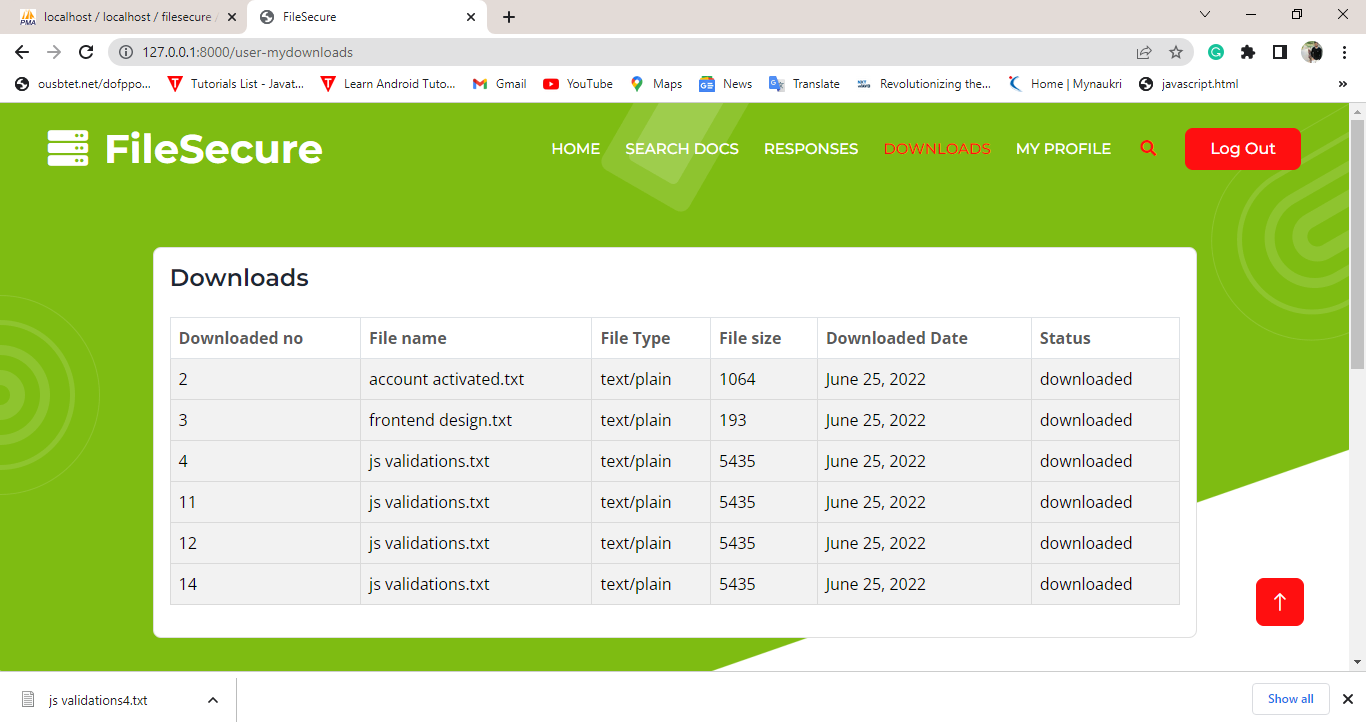 localhost / localhost / filesecure /
FileSecure
127.0.0.1:8000/user-mydownloads
ousbtet.net/dofppo... Tutorials List - Javat... Learn Android Tuto... Gmail YouTube Maps News Translate Revolutionizing the... Home | Mynaukri javascript.html »
FileSecure HOME SEARCH DOCS RESPONSES DOWNLOADS MY PROFILE Log Out
Downloads
Downloaded no File name File Type File size Downloaded Date Status
2 account activated.txt text/plain 1064 June 25, 2022 downloaded
3 frontend design.txt text/plain 193 June 25, 2022 downloaded
4 js validations.txt text/plain 5435 June 25, 2022 downloaded
11 js validations.txt text/plain 5435 June 25, 2022 downloaded
12 js validations.txt text/plain 5435 June 25, 2022 downloaded
14 js validations.txt text/plain 5435 June 25, 2022 downloaded
js validations4.txt Show all